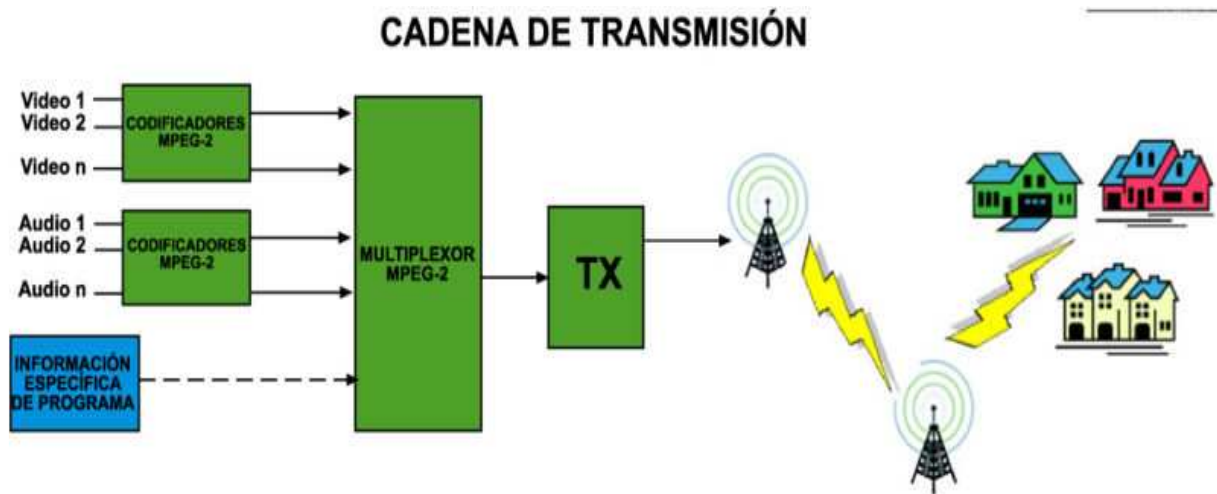 CADENA DE TRANSMISIÓN
Video 1
Video 2
Video n
CODIFICADORES
MPEG-2
Audio 1
Audio 2
Audio n
CODIFICADORES
MPEG-2
INFORMACIÓN
ESPECÍFICA
DE PROGRAMA
MULTIPLEXOR
MPEG-2
TX